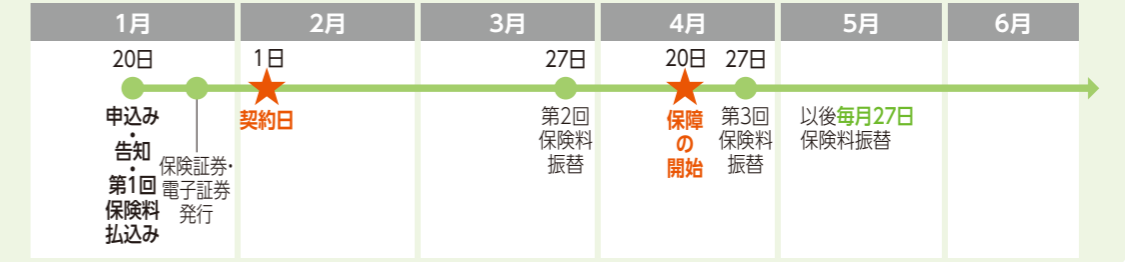 1月
2月
3月
4月
5月
6月
20日
1日
27日
20日
27日
申込み
・
告知
・
第1回
保険料
払込み
保険証券・
電子証券
発行
契約日
第2回
保険料
振替
保障
の
開始
第3回
保険料
振替
以後毎月27日
保険料振替